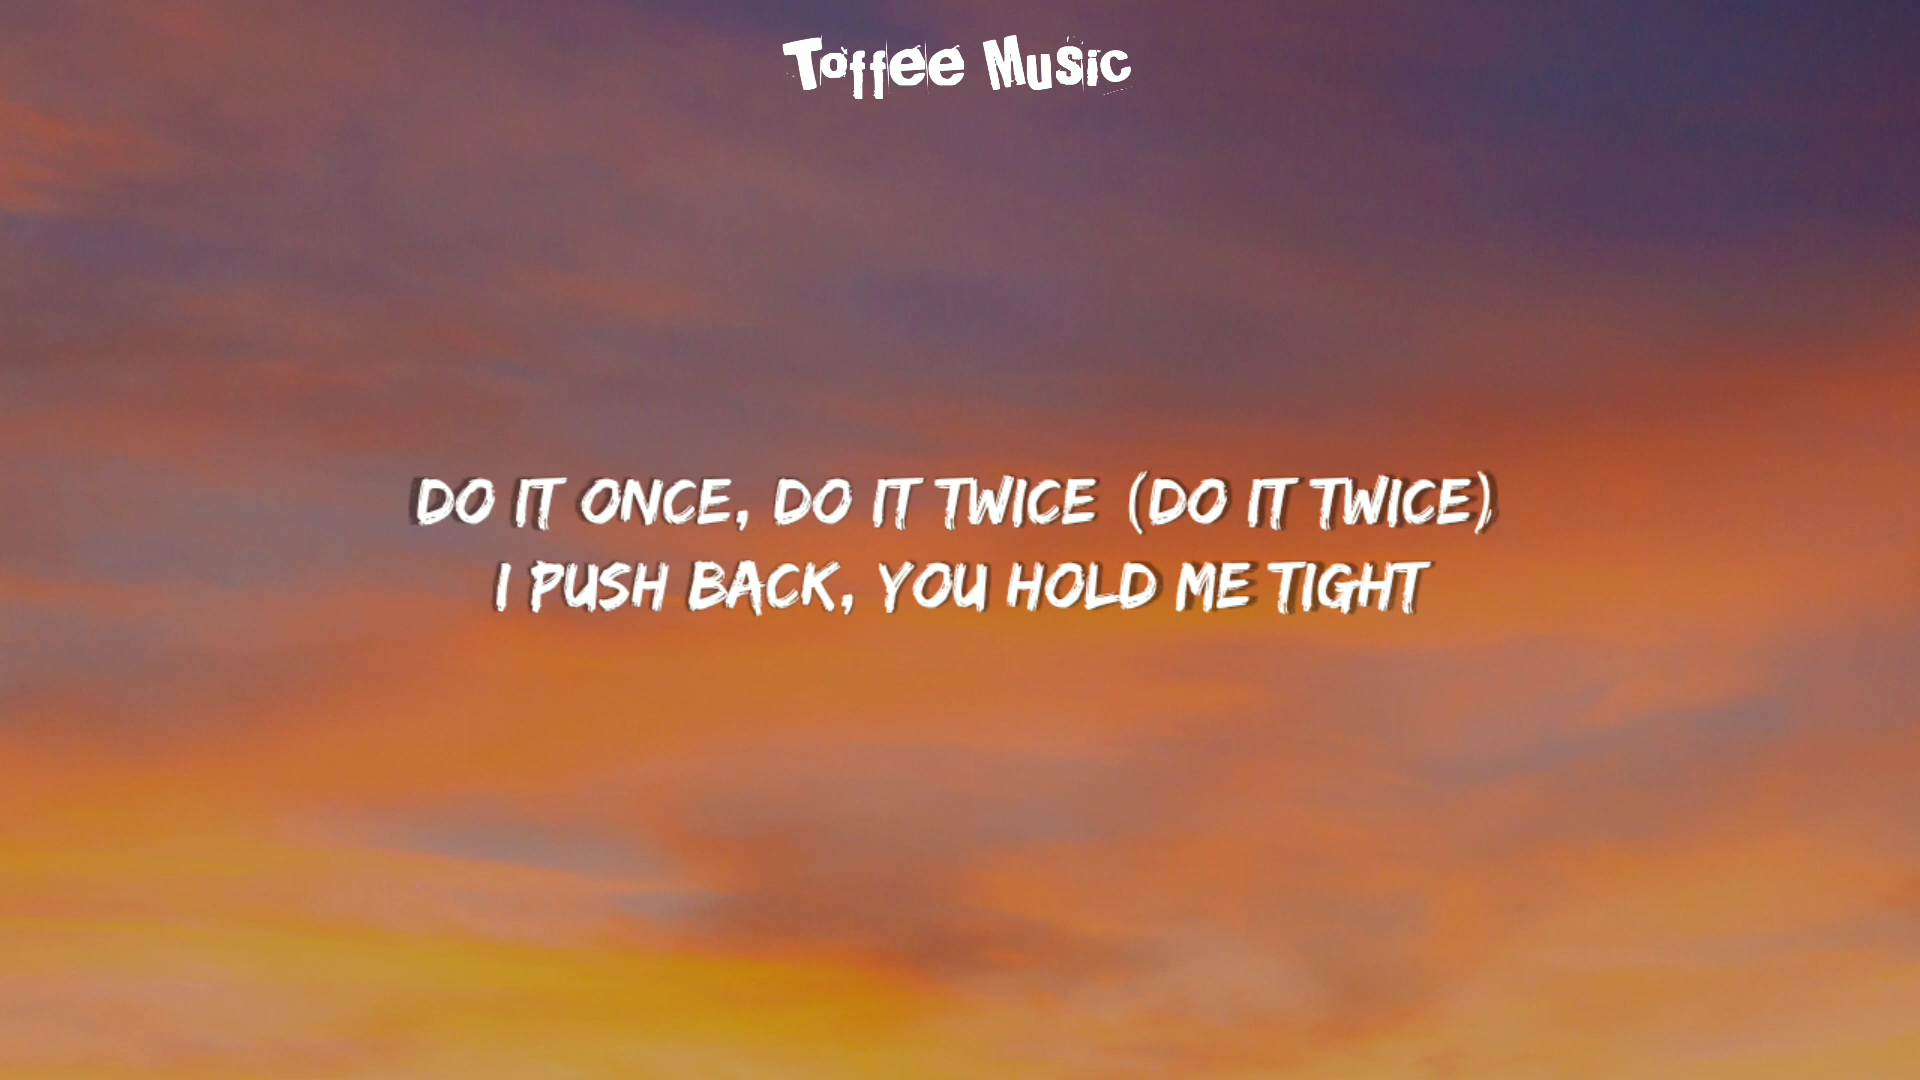 Toffee Music
DO IT ONCE, DO IT TWICE (DO IT TWICE)
I PUSH BACK, YOU HOLD ME TIGHT